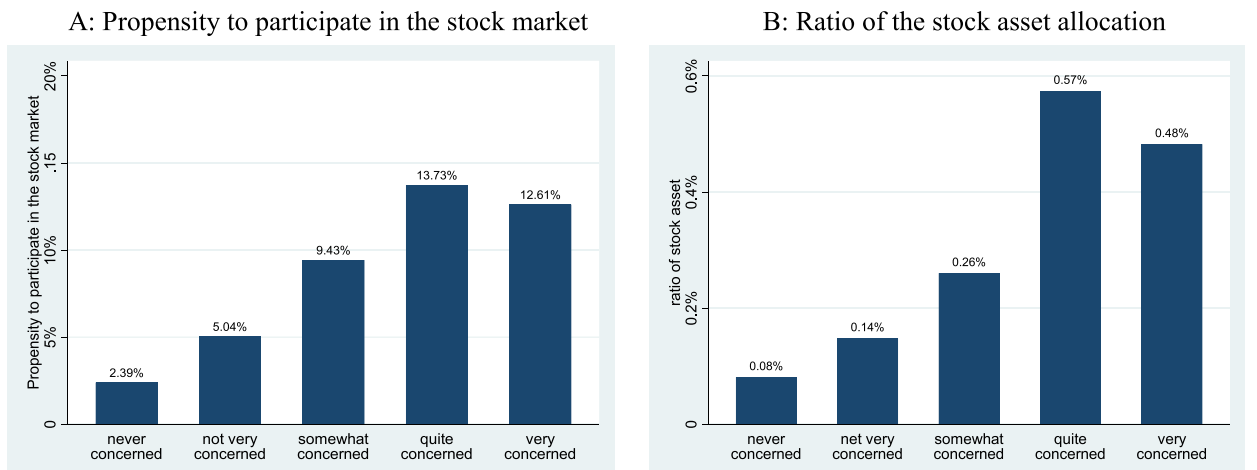 A: Propensity to participate in the stock market
Propensity to participate in the stock market
20%
.15
10%
5%
0
2.39%
5.04%
9.43%
13.73%
12.61%
never
concerned
not very
concerned
somewhat
concerned
quite
concerned
very
concerned
B: Ratio of the stock asset allocation
ratio of stock asset
0.6%
0.4%
0.2%
0
0.08%
0.14%
0.26%
0.57%
0.48%
never
concerned
net very
concerned
somewhat
concerned
quite
concerned
very
concerned